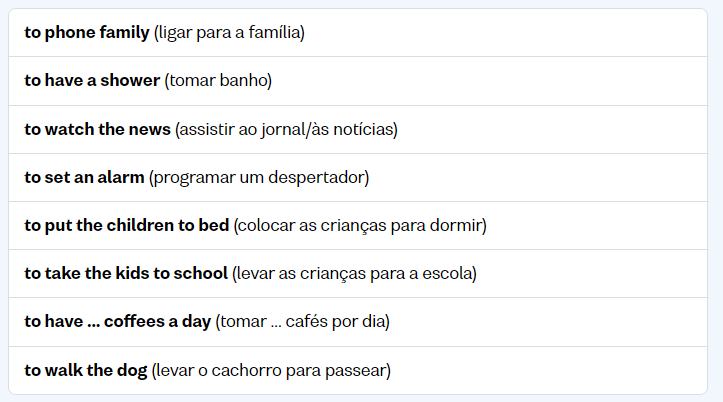 to phone family (ligar para a família)
to have a shower (tomar banho)
to watch the news (assistir ao jornal/às notícias)
to set an alarm (programar um despertador)
to put the children to bed (colocar as crianças para dormir)
to take the kids to school (levar as crianças para a escola)
to have ... coffees a day (tomar ... cafés por dia)
to walk the dog (levar o cachorro para passear)